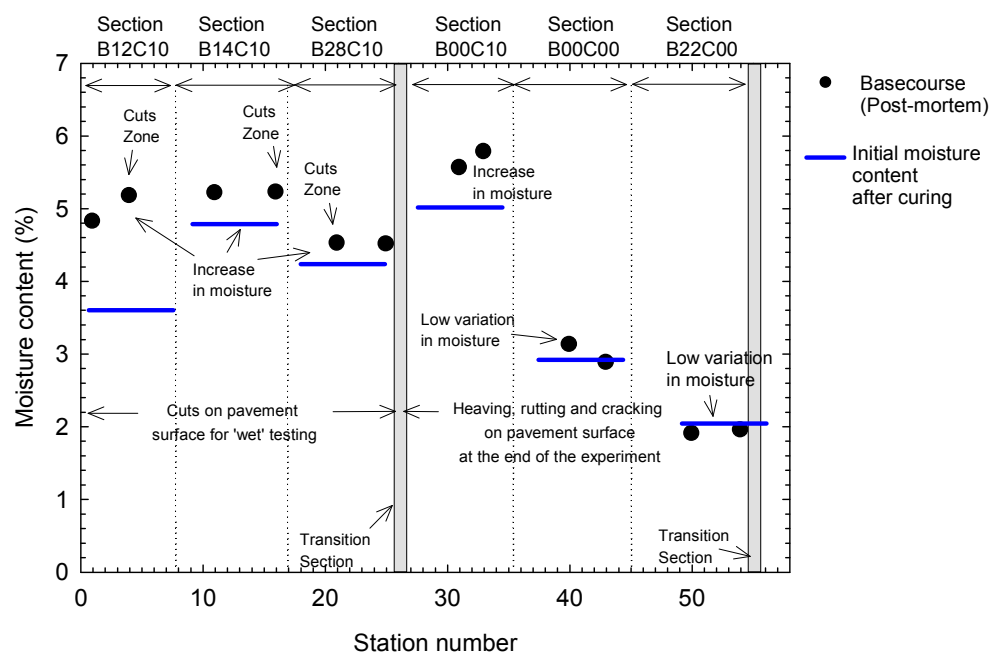 Section
B12C10
Section
B14C10
Section
B28C10
Section
B00C10
Section
B00C00
Section
B22C00
7
6
5
4
3
2
1
0
Moisture content (%)
Cuts
Zone
Cuts
Zone
Cuts
Zone
Increase
in moisture
Increase
in moisture
Low variation
in moisture
Low variation
in moisture
Cuts on pavement
surface for 'wet' testing
Heaving, rutting and cracking
on pavement surface
at the end of the experiment
Transition
Section
Transition
Section
0
10
20
30
40
50
Station number
Basecourse
(Post-mortem)
Initial moisture
content
after curing